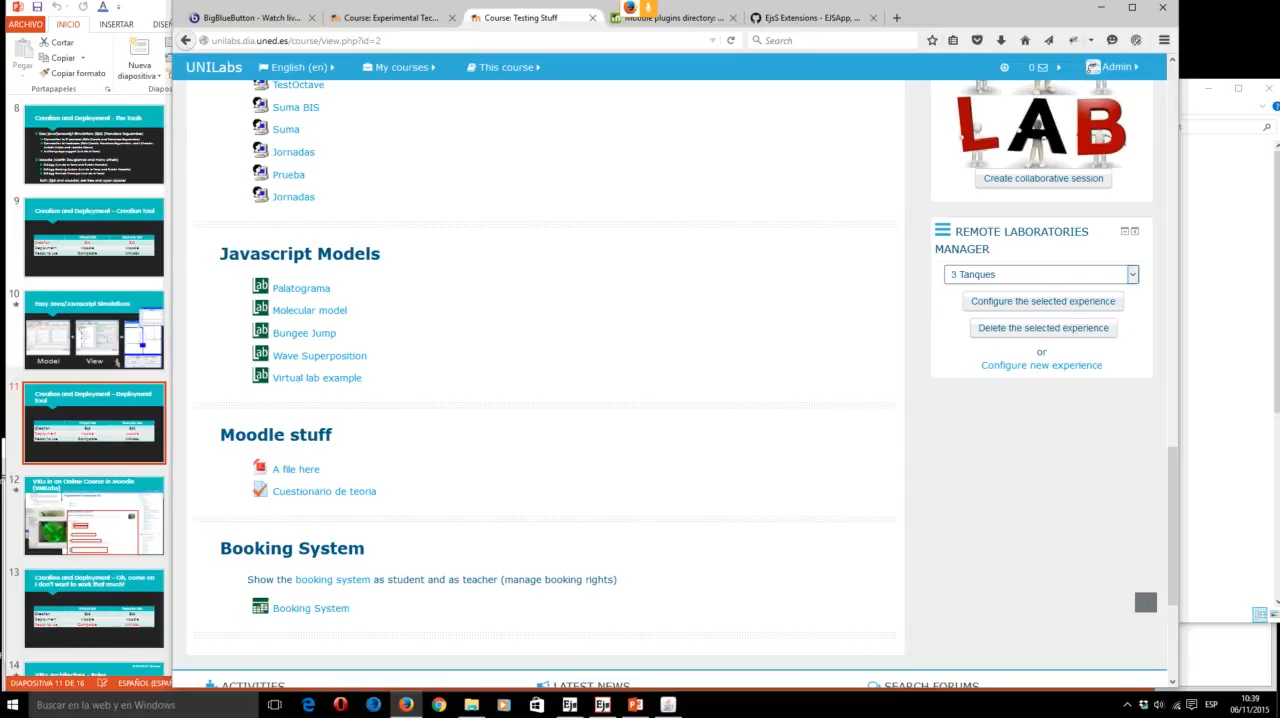 BigBlueButton - Watch liv...
Course: Experimental Tec...
Course: Testing Stuff
Moodle plugins directory: ...
EjsS Extensions - EJSApp, ...
ARCHIVO
INICIO
INSERTAR
unilabs.dia.uned.es/course/view.php?id=2
Search
Cortar
Copiar
Copiar formato
Pegar
Nueva
diapositiva
Portapapeles
UNILabs
English (en)
My courses
This course
0
Admin
TestOctave
Suma BIS
Suma
Jornadas
Prueba
Jornadas
LAB
Create collaborative session
REMOTE LABORATORIES
MANAGER
3 Tanques
Configure the selected experience
Delete the selected experience
or
Configure new experience
Javascript Models
Palatograma
Molecular model
Bungee Jump
Wave Superposition
Virtual lab example
Moodle stuff
A file here
Cuestionario de teoria
Booking System
Show the booking system as student and as teacher (manage booking rights)
Booking System
ACTIVITIES
LATEST NEWS
SEARCH FORUMS
8
Creation and Deployment - The Tools
9
Creation and Deployment - Creation Tool
10
Easy Java/Javascript Simulations
Model
View
11
Creation and Deployment - Deployment
Tool
12
VRLs in an Online Course in Moodle
(UNILabs)
13
Creation and Deployment - Oh, come on
I don't want to work that much!
14
DIAPOSITIVA 11 DE 16
Buscar en la web y en Windows
ESP
10:39
06/11/2015